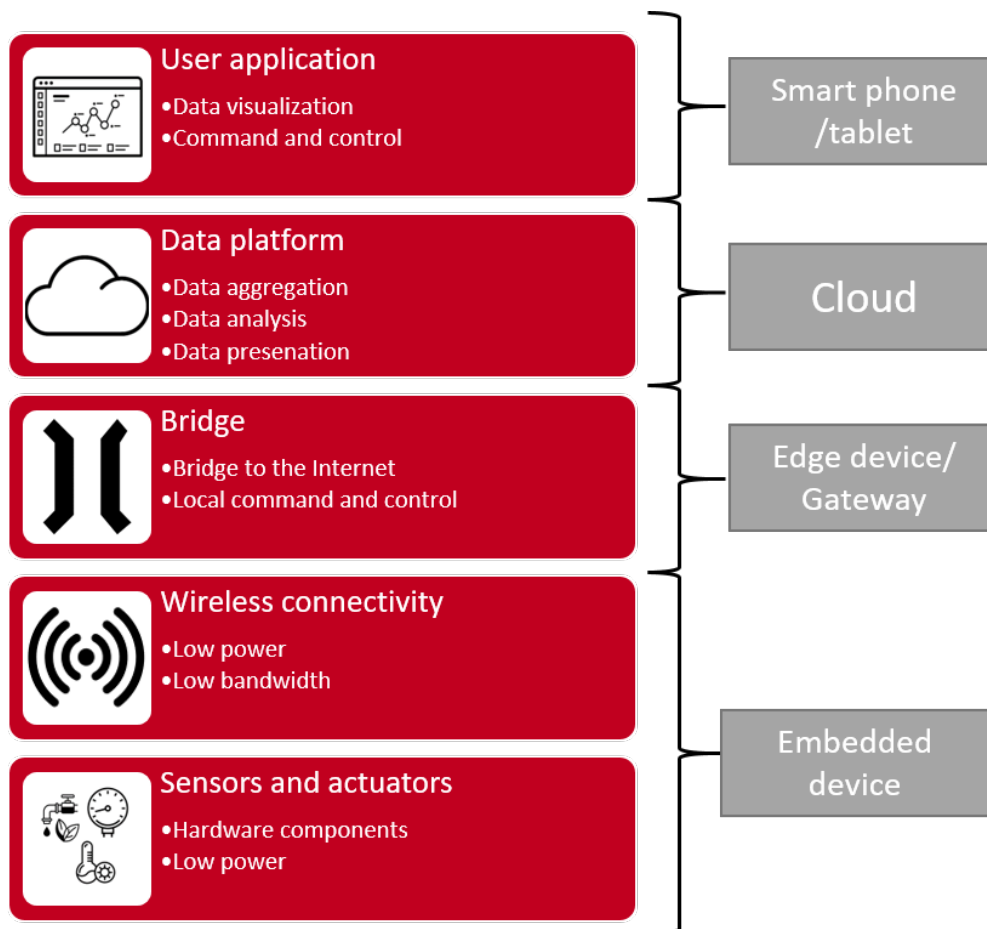 User application
•Data visualization
•Command and control
Smart phone
/tablet
Data platform
•Data aggregation
•Data analysis
•Data presenation
Cloud
Bridge
•Bridge to the Internet
•Local command and control
Edge device/
Gateway
Wireless connectivity
•Low power
•Low bandwidth
Sensors and actuators
•Hardware components
•Low power
Embedded
device